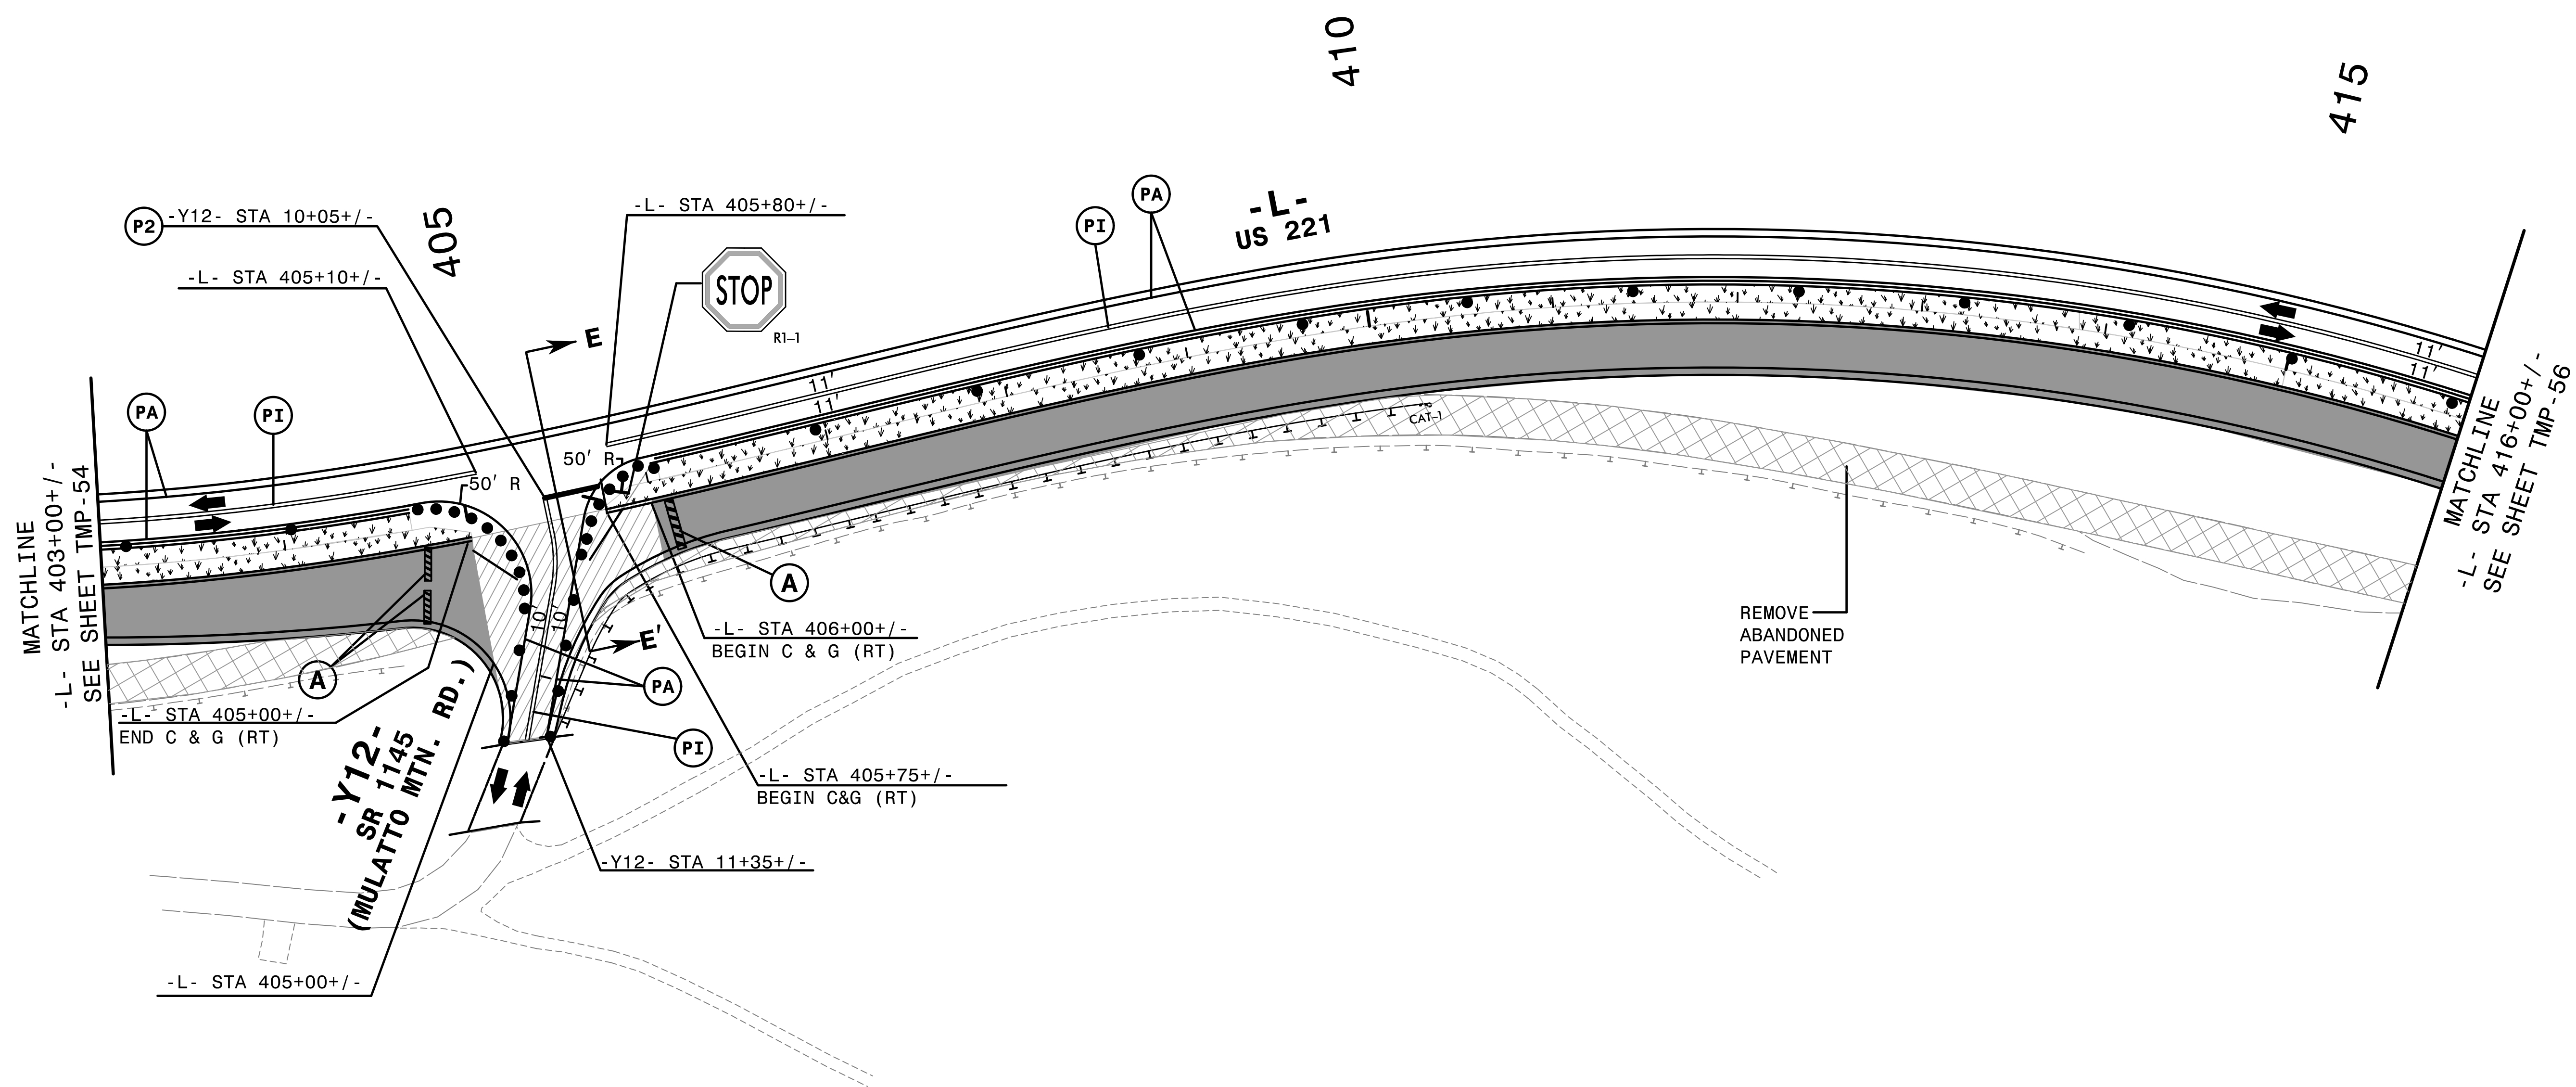 410
415
405
P2
-Y12- STA 10+05+/-
-L- STA 405+10+/-
-L- STA 405+80+/-
STOP
R1-1
E
PI
PA
-L-
US 221
PA
PI
50' R
50' R
11'
11'
11'
11'
CAT-1
MATCHLINE
-L- STA 403+00+/-
SEE SHEET TMP-54
MATCHLINE
-L- STA 416+00+/-
SEE SHEET TMP-56
A
-L- STA 406+00+/-
BEGIN C & G (RT)
REMOVE
ABANDONED
PAVEMENT
10'
10'
E'
A
PA
PI
-L- STA 405+00+/-
END C & G (RT)
-Y12-
SR 1145
(MULATTO MTN. RD.)
-L- STA 405+75+/-
BEGIN C&G (RT)
-Y12- STA 11+35+/-
-L- STA 405+00+/-